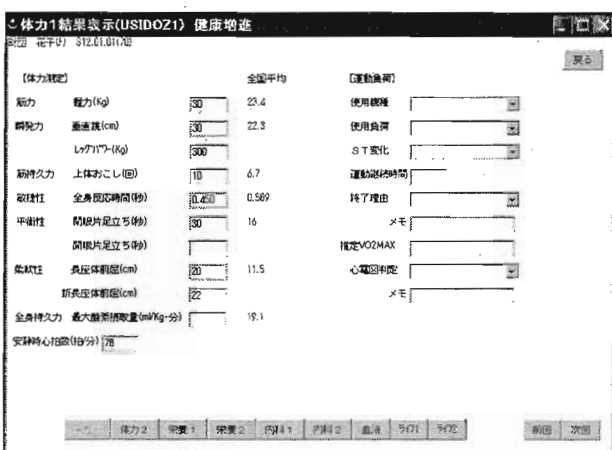 体力1結果表示(USIDOZ1) 健康増進
花子(F) S12.01.01(70)
戻る
【体力測定】 全国平均 【運動負荷】
筋力 握力(Kg) 30 23.4 使用機種
瞬発力 垂直跳(cm) 30 22.3 使用負荷
レッグパワー(Kg) 300 ST変化
筋持久力 上体おこし(回) 10 6.7 運動継続時間
敏捷性 全身反応時間(秒) 0.450 0.589 終了理由
平衡性 閉眼片足立ち(秒) 30 16 メモ
開眼片足立ち(秒) 推定VO2MAX
柔軟性 長座体前屈(cm) 20 11.5 心電図判定
新長座体前屈(cm) 22 メモ
全身持久力 最大酸素摂取量(ml/Kg・分) 19.1
安静時心拍数(拍/分) 78
体力2 栄養1 栄養2 内科1 内科2 血液 ライフ1 ライフ2 前回 次回